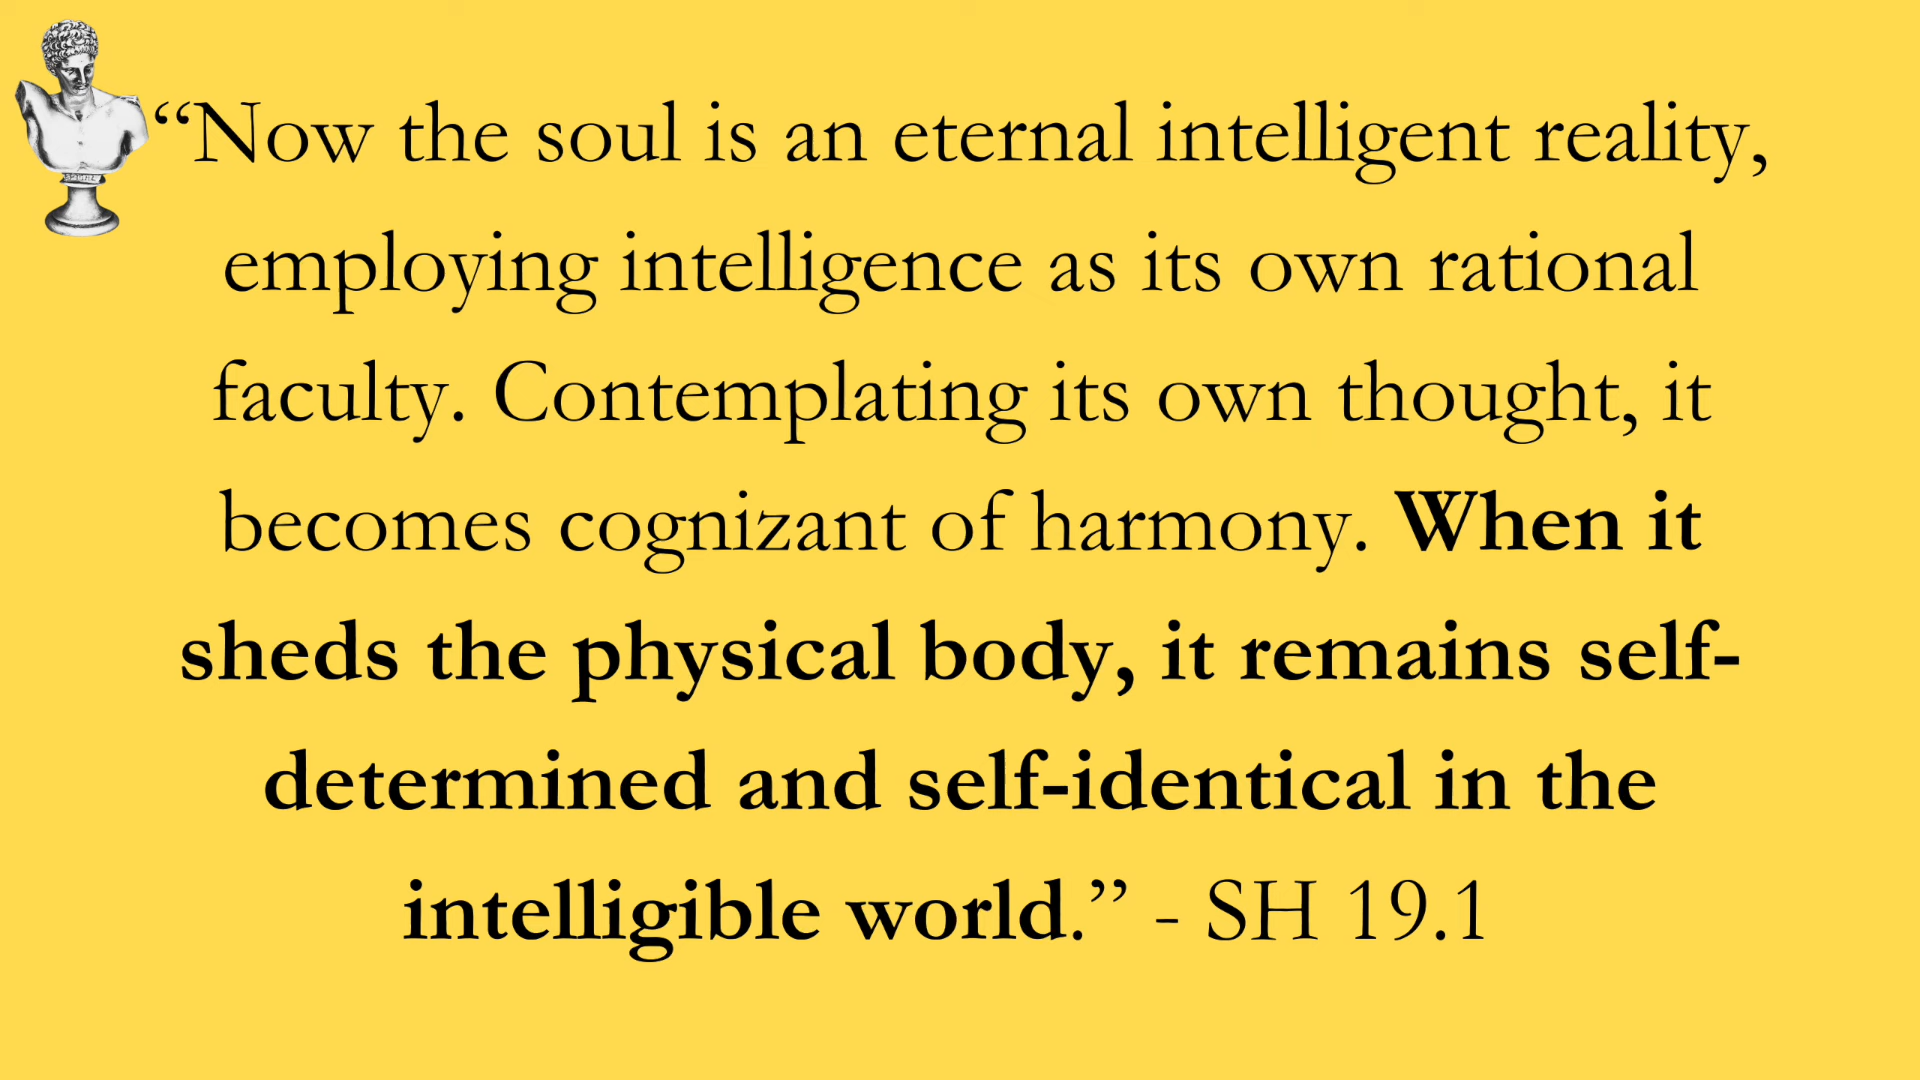 “Now the soul is an eternal intelligent reality,
employing intelligence as its own rational
faculty. Contemplating its own thought, it
becomes cognizant of harmony. When it
sheds the physical body, it remains self-
determined and self-identical in the
intelligible world.” - SH 19.1